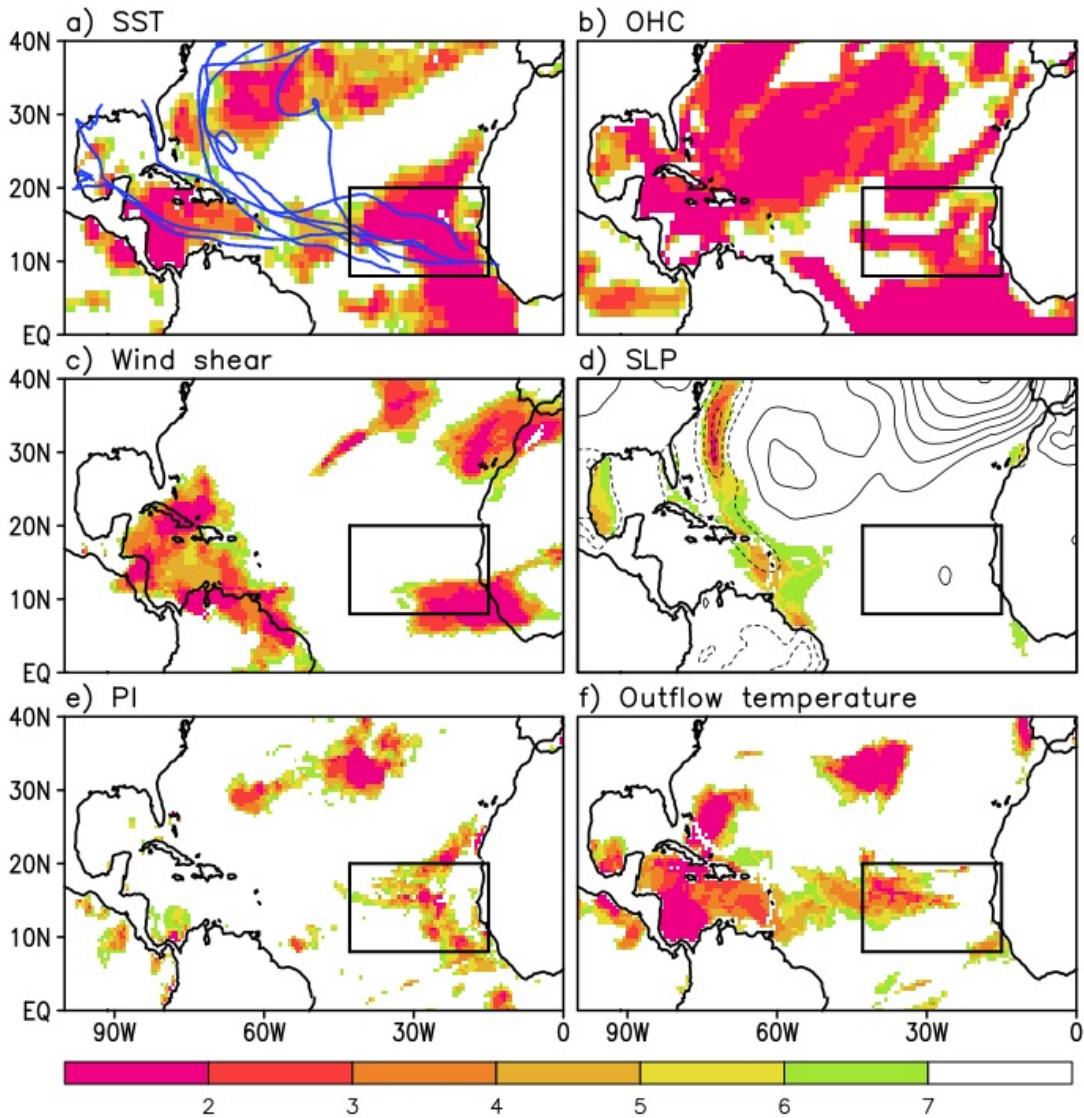 a) SST
b) OHC
40N
30N
20N
10N
EQ
c) Wind shear
d) SLP
40N
30N
20N
10N
EQ
e) PI
f) Outflow temperature
40N
30N
20N
10N
EQ
90W 60W 30W 0 90W 60W 30W 0
2 3 4 5 6 7